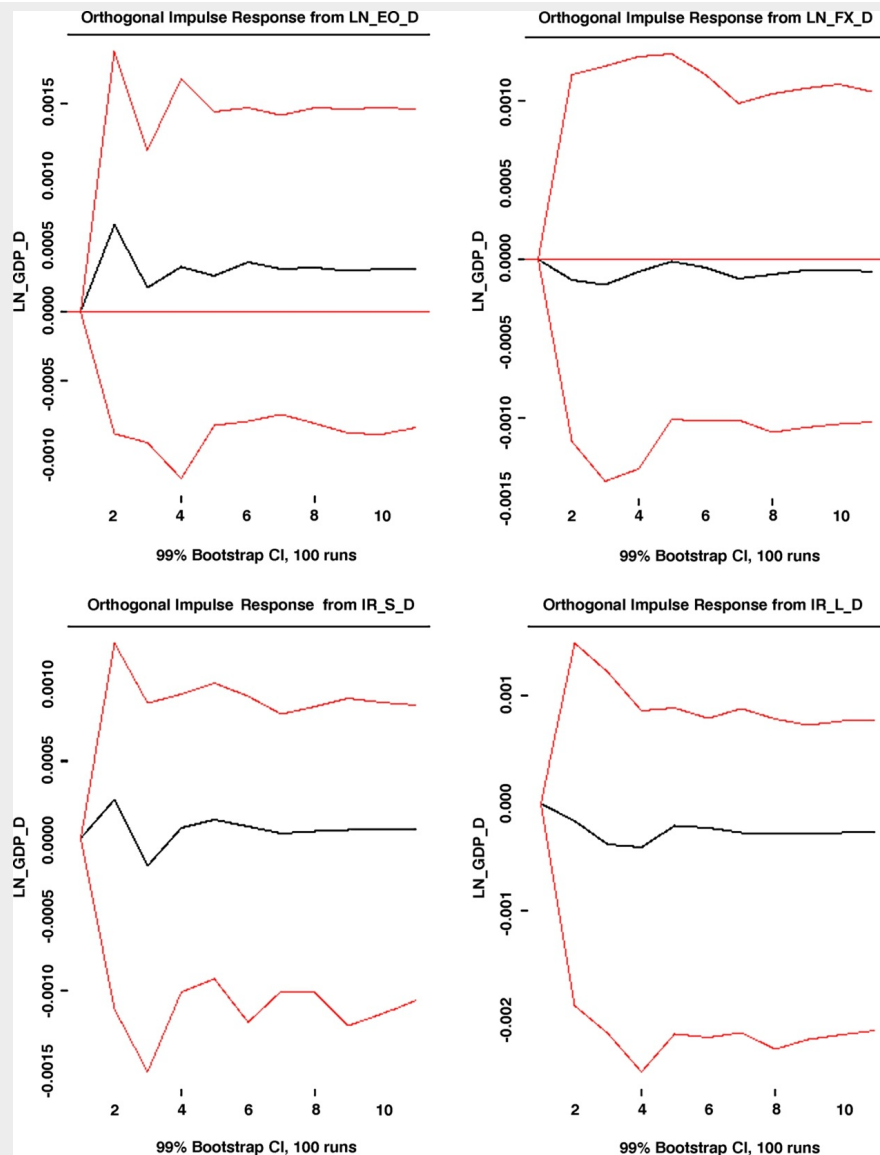 Orthogonal Impulse Response from LN_EO_D
LN_GDP_D
0.0015
0.0010
0.0005
0.0000
-0.0005
-0.0010
2 4 6 8 10
99% Bootstrap CI, 100 runs
Orthogonal Impulse Response from LN_FX_D
LN_GDP_D
0.0010
0.0005
0.0000
-0.0005
-0.0010
-0.0015
2 4 6 8 10
99% Bootstrap CI, 100 runs
Orthogonal Impulse Response from IR_S_D
LN_GDP_D
0.0010
0.0005
0.0000
-0.0005
-0.0010
-0.0015
2 4 6 8 10
99% Bootstrap CI, 100 runs
Orthogonal Impulse Response from IR_L_D
LN_GDP_D
0.001
0.000
-0.001
-0.002
2 4 6 8 10
99% Bootstrap CI, 100 runs